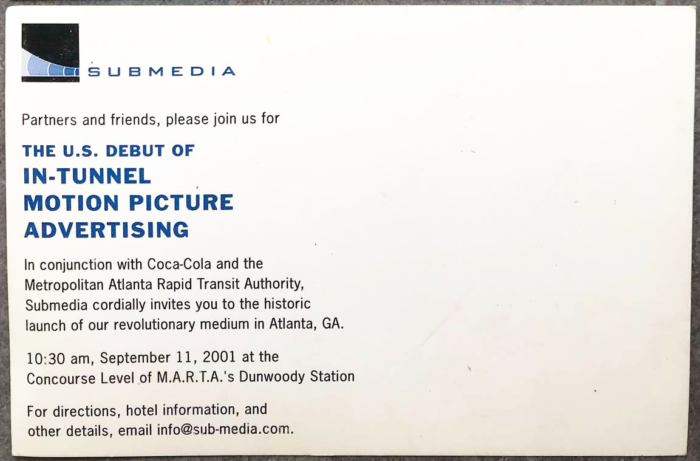 SUBMEDIA
Partners and friends, please join us for
THE U.S. DEBUT OF
IN-TUNNEL
MOTION PICTURE
ADVERTISING
In conjunction with Coca-Cola and the
Metropolitan Atlanta Rapid Transit Authority,
Submedia cordially invites you to the historic
launch of our revolutionary medium in Atlanta, GA.
10:30 am, September 11, 2001 at the
Concourse Level of M.A.R.T.A.'s Dunwoody Station
For directions, hotel information, and
other details, email info@sub-media.com.